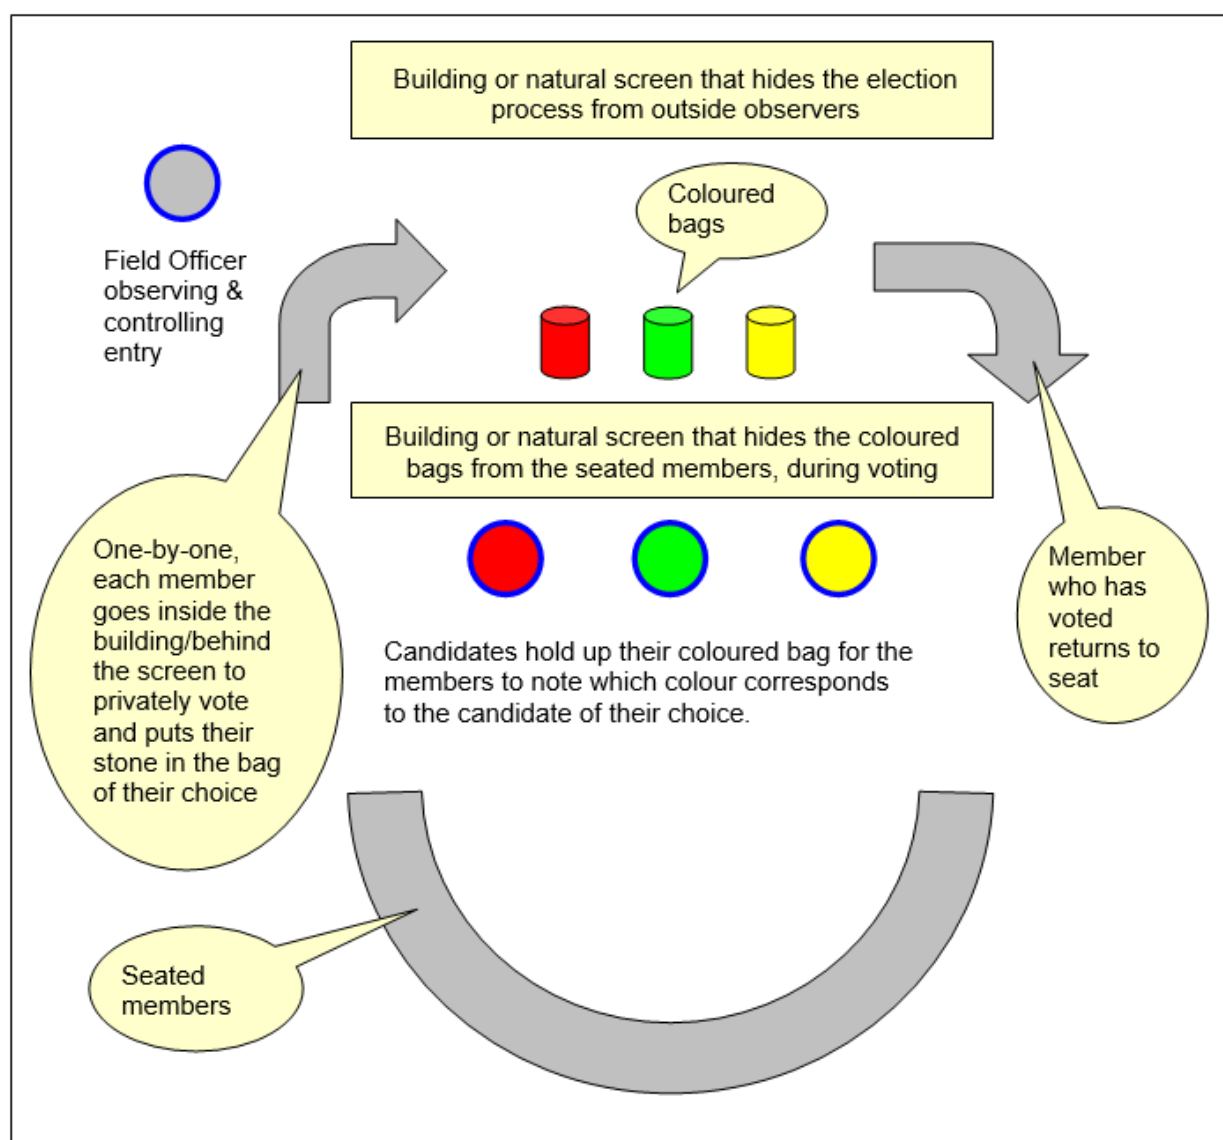 Building or natural screen that hides the election
process from outside observers
Coloured
bags
Field Officer
observing &
controlling
entry
Building or natural screen that hides the coloured
bags from the seated members, during voting
One-by-one,
each member
goes inside the
building/behind
the screen to
privately vote
and puts their
stone in the bag
of their choice
Member
who has
voted
returns to
seat
Candidates hold up their coloured bag for the
members to note which colour corresponds
to the candidate of their choice.
Seated
members